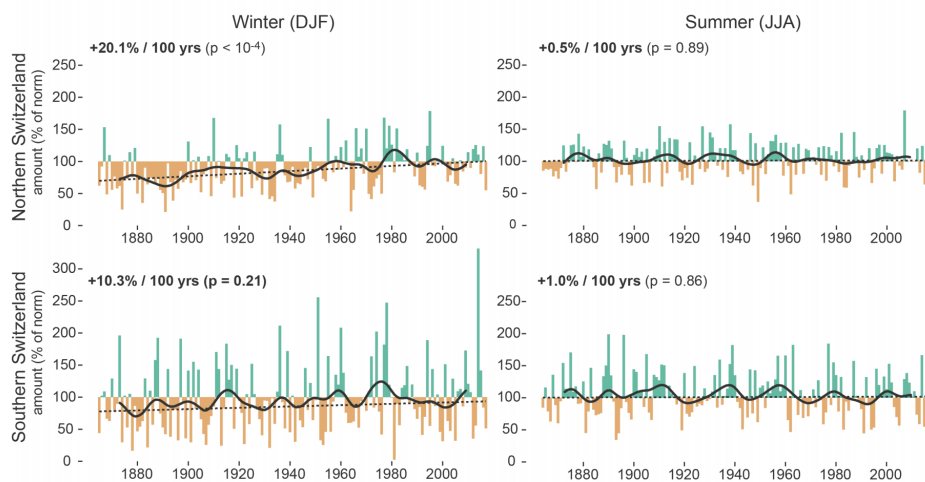 Winter (DJF)
Summer (JJA)
Northern Switzerland
amount (% of norm)
+20.1% / 100 yrs (p < 10-4)
250
200
150
100
50
0
1880 1900 1920 1940 1960 1980 2000
+0.5% / 100 yrs (p = 0.89)
250
200
150
100
50
0
1880 1900 1920 1940 1960 1980 2000
Southern Switzerland
amount (% of norm)
+10.3% / 100 yrs (p = 0.21)
300
250
200
150
100
50
0
1880 1900 1920 1940 1960 1980 2000
+1.0% / 100 yrs (p = 0.86)
250
200
150
100
50
0
1880 1900 1920 1940 1960 1980 2000